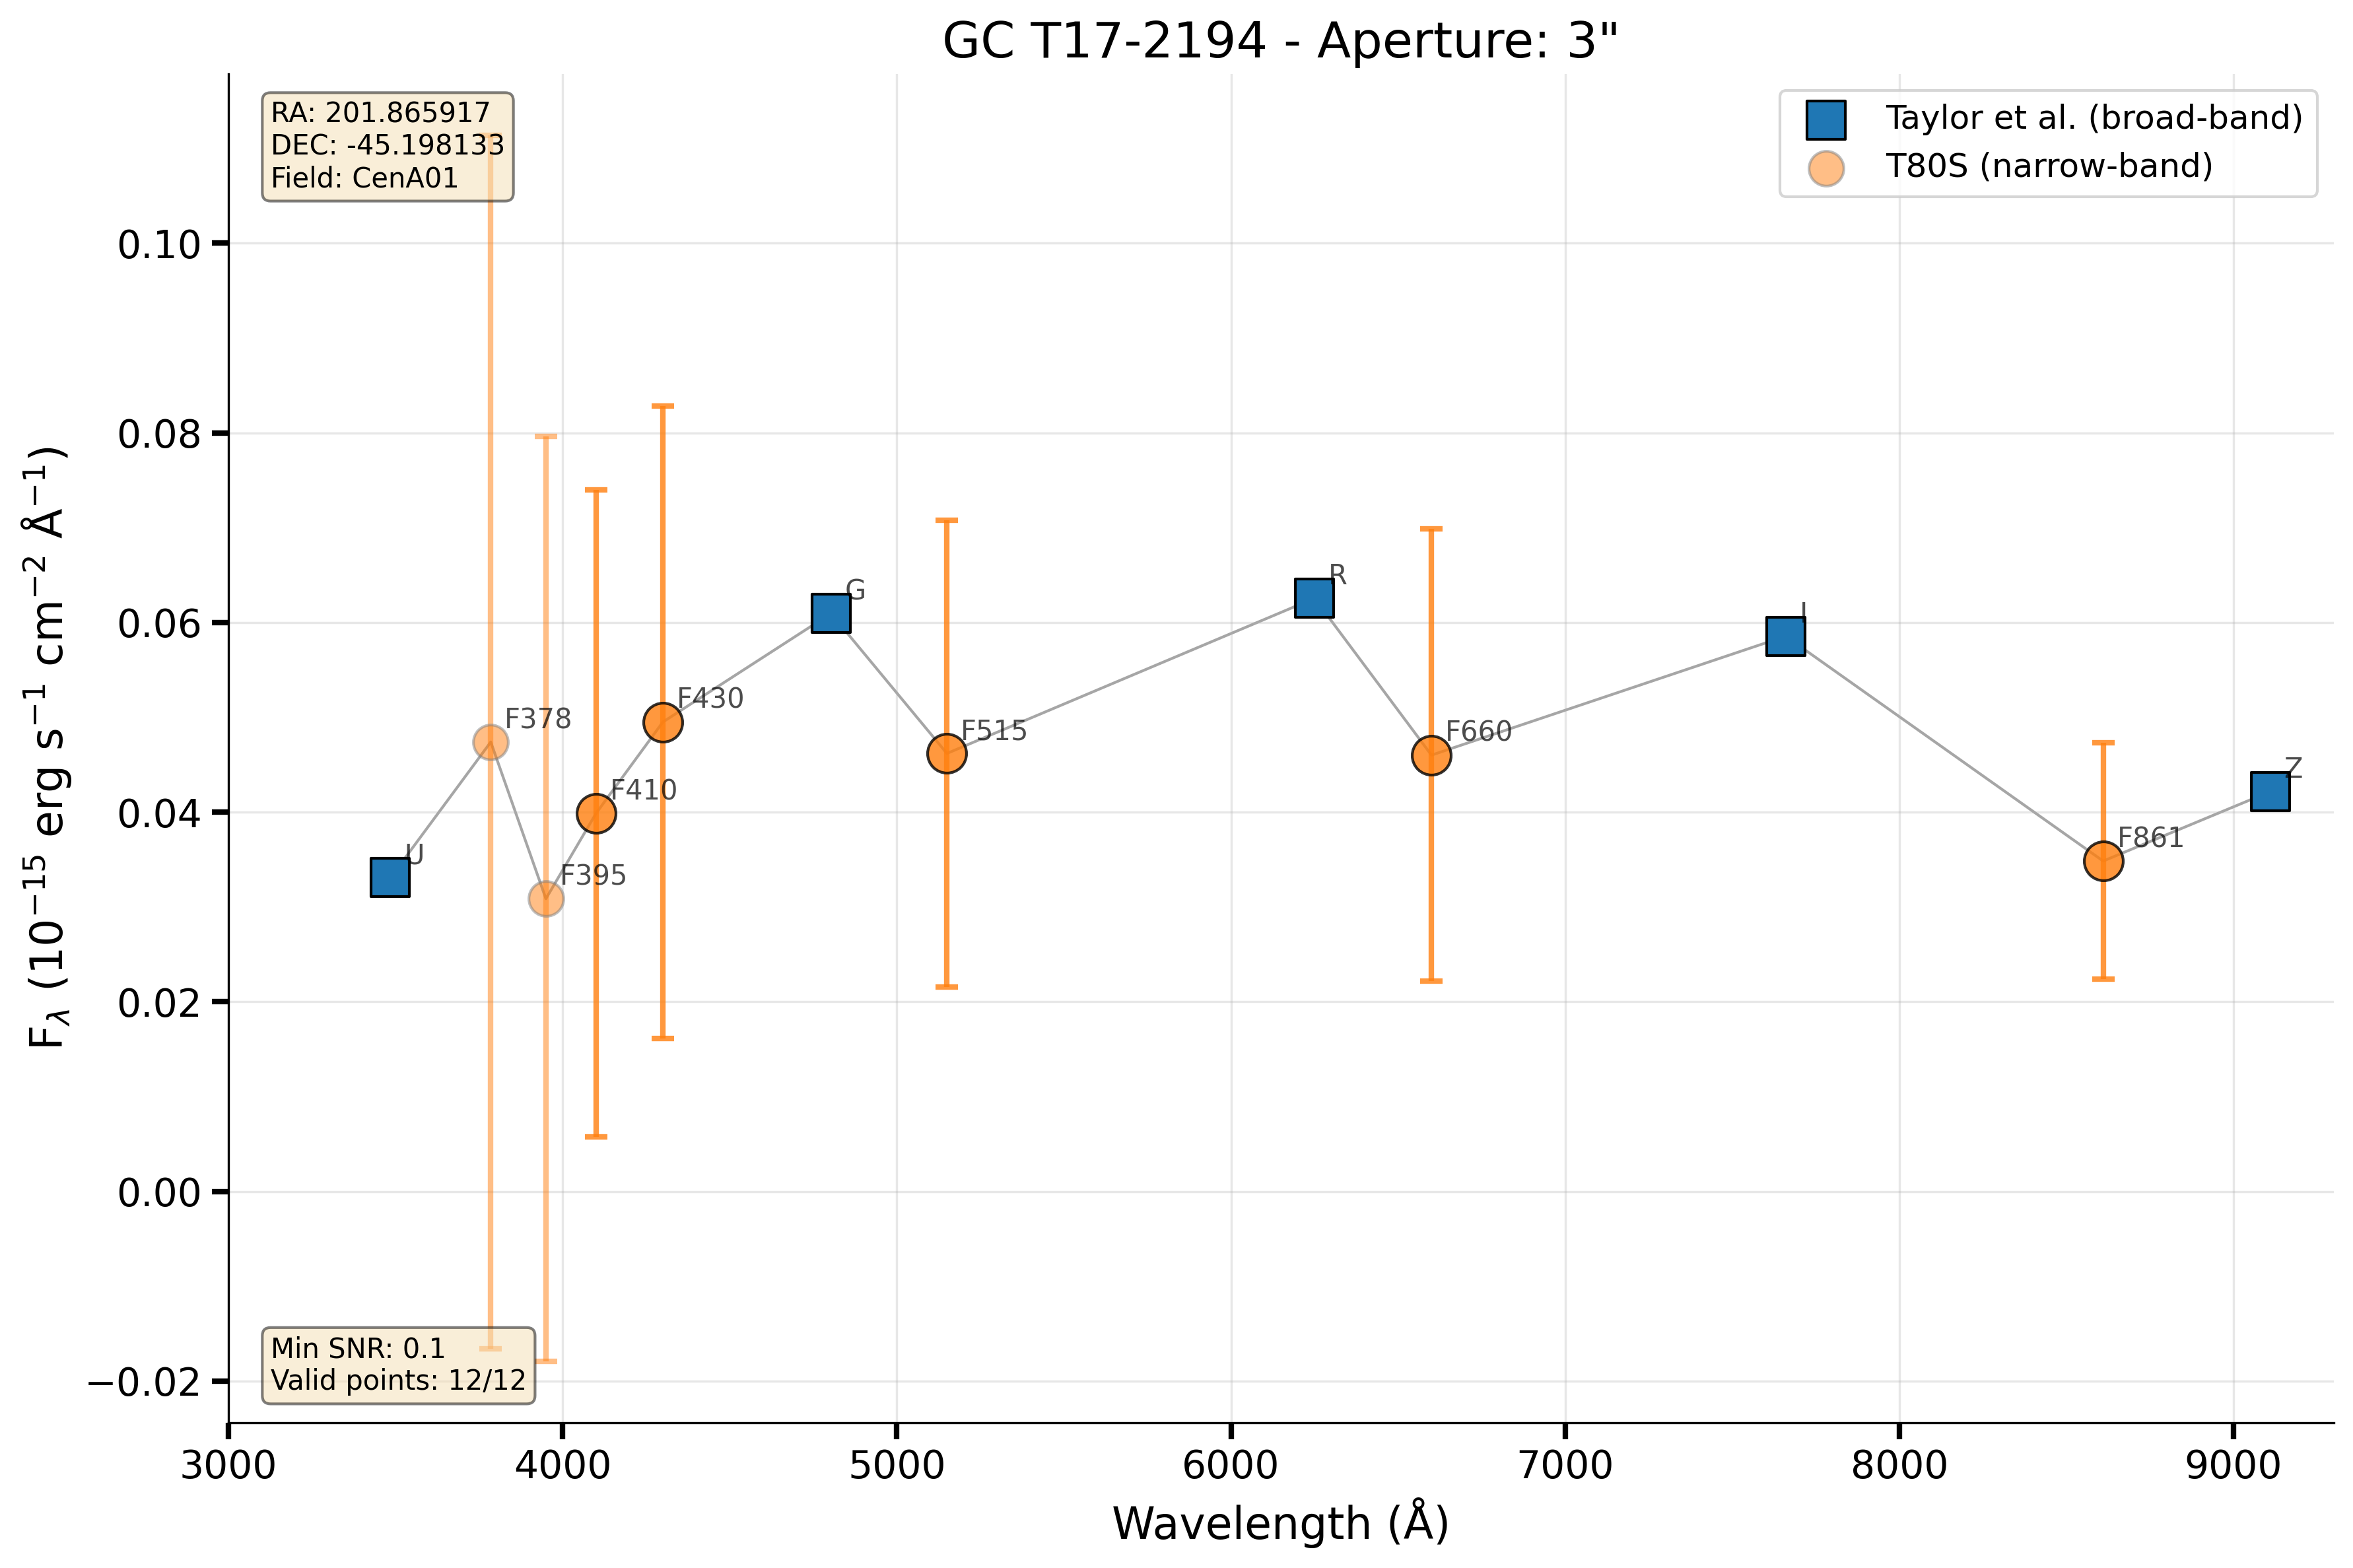 GC T17-2194 - Aperture: 3"
RA: 201.865917
DEC: -45.198133
Field: CenA01
Taylor et al. (broad-band)
T80S (narrow-band)
0.10
0.08
0.06
0.04
0.02
0.00
−0.02
F_λ (10⁻¹⁵ erg s⁻¹ cm⁻² Å⁻¹)
U
F378
F395
F410
F430
G
F515
R
F660
I
F861
Z
Min SNR: 0.1
Valid points: 12/12
3000 4000 5000 6000 7000 8000 9000
Wavelength (Å)